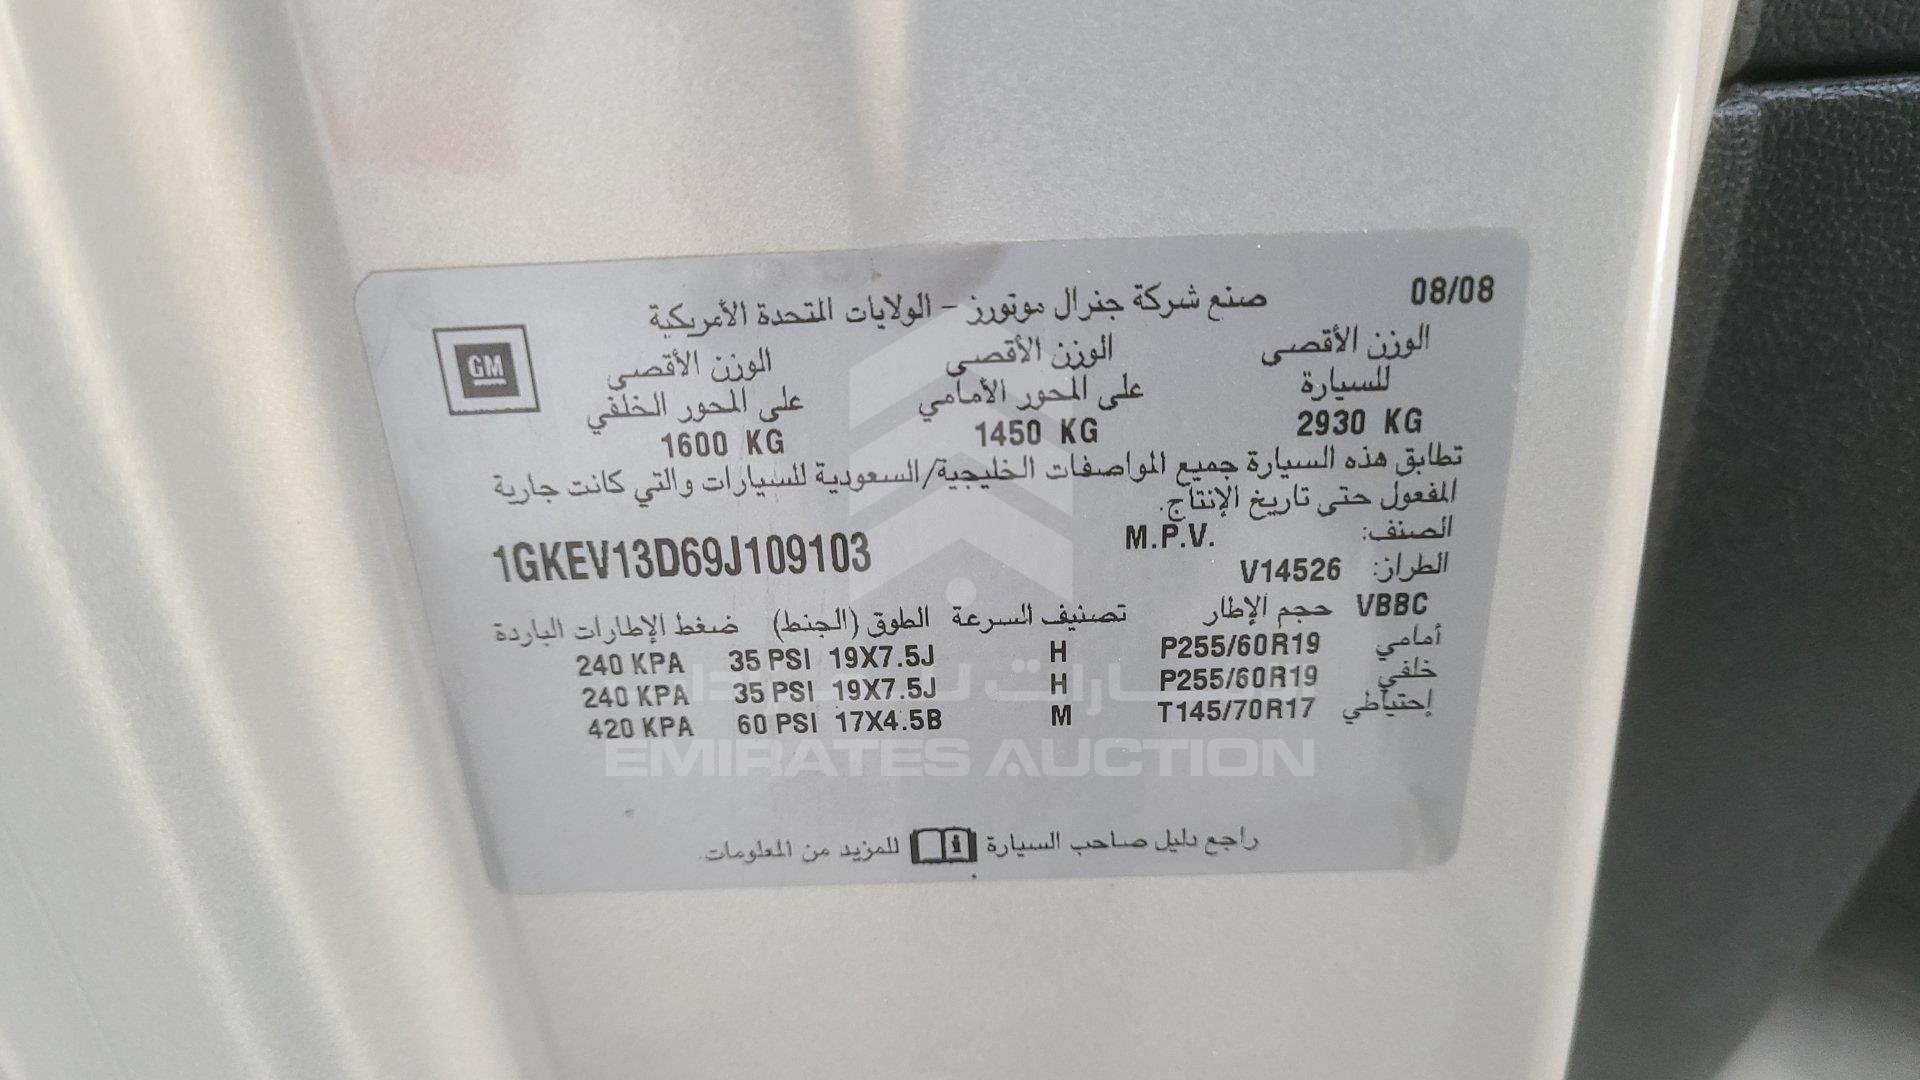 صنع شركة جنرال موتورز - الولايات المتحدة الأمريكية 08/08
GM
الوزن الأقصى الوزن الأقصى الوزن الأقصى
للسيارة على المحور الأمامي على المحور الخلفي
2930 KG 1450 KG 1600 KG
تطابق هذه السيارة جميع المواصفات الخليجية/السعودية للسيارات والتي كانت جارية
المفعول حتى تاريخ الإنتاج.
الصنف: M.P.V.
1GKEV13D69J109103
الطراز: V14526
VBBC حجم الإطار تصنيف السرعة الطوق (الجنط) ضغط الإطارات الباردة
أمامي P255/60R19 H 19X7.5J 35 PSI 240 KPA
خلفي P255/60R19 H 19X7.5J 35 PSI 240 KPA
إحتياطي T145/70R17 M 17X4.5B 60 PSI 420 KPA
EMIRATES AUCTION
راجع دليل صاحب السيارة للمزيد من المعلومات.